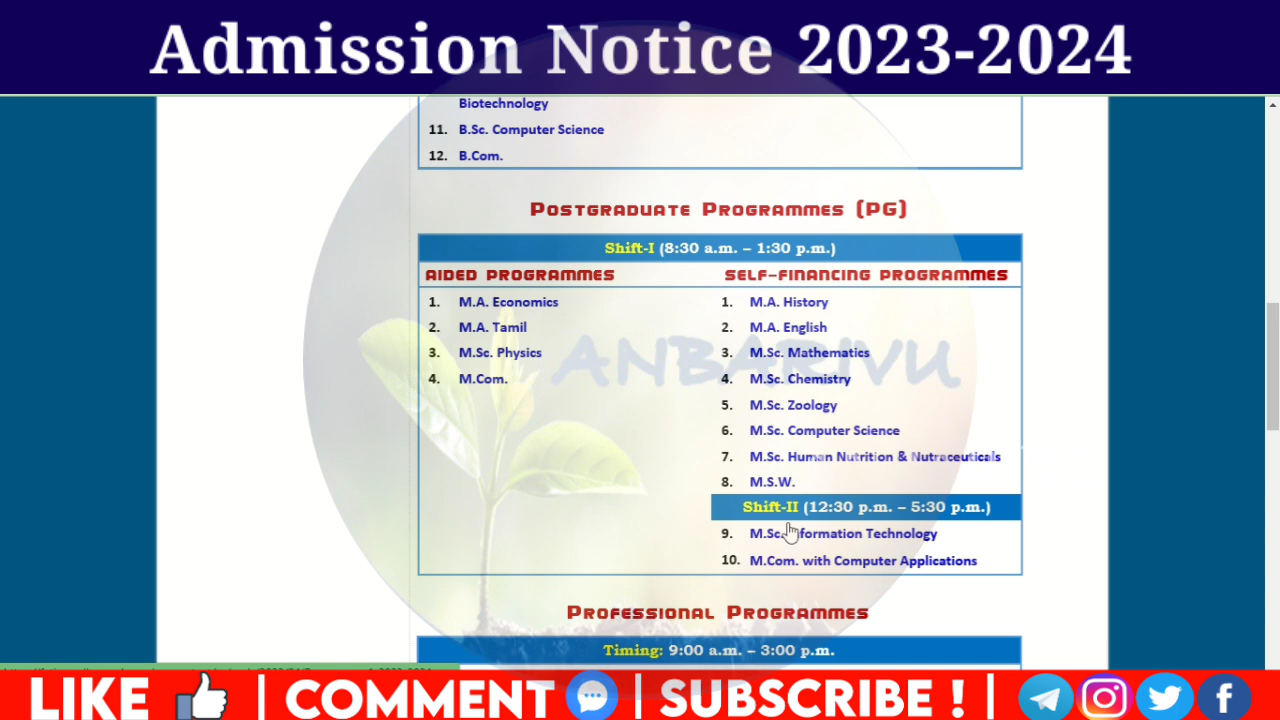 Admission Notice 2023-2024
Biotechnology
11. B.Sc. Computer Science
12. B.Com.
Postgraduate Programmes (PG)
Shift-I (8:30 a.m. – 1:30 p.m.)
AIDED PROGRAMMES
1. M.A. Economics
2. M.A. Tamil
3. M.Sc. Physics
4. M.Com.
SELF-FINANCING PROGRAMMES
1. M.A. History
2. M.A. English
3. M.Sc. Mathematics
4. M.Sc. Chemistry
5. M.Sc. Zoology
6. M.Sc. Computer Science
7. M.Sc. Human Nutrition & Nutraceuticals
8. M.S.W.
Shift-II (12:30 p.m. – 5:30 p.m.)
9. M.Sc. Information Technology
10. M.Com. with Computer Applications
ANBARIVU
Professional Programmes
Timing: 9:00 a.m. – 3:00 p.m.
LIKE | COMMENT | SUBSCRIBE ! |